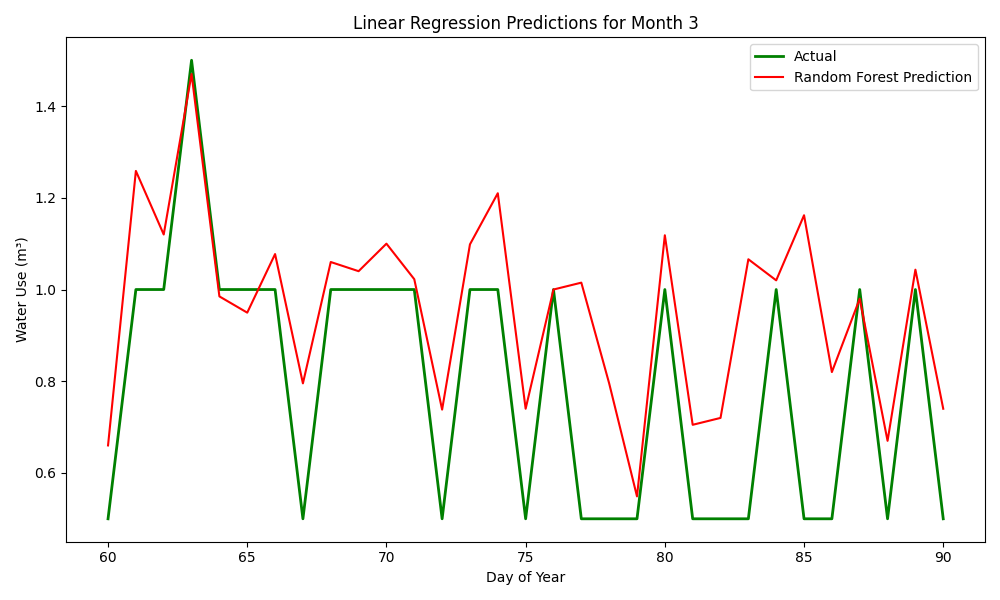 Linear Regression Predictions for Month 3
Actual
Random Forest Prediction
Water Use (m³)
1.4
1.2
1.0
0.8
0.6
60
65
70
75
80
85
90
Day of Year